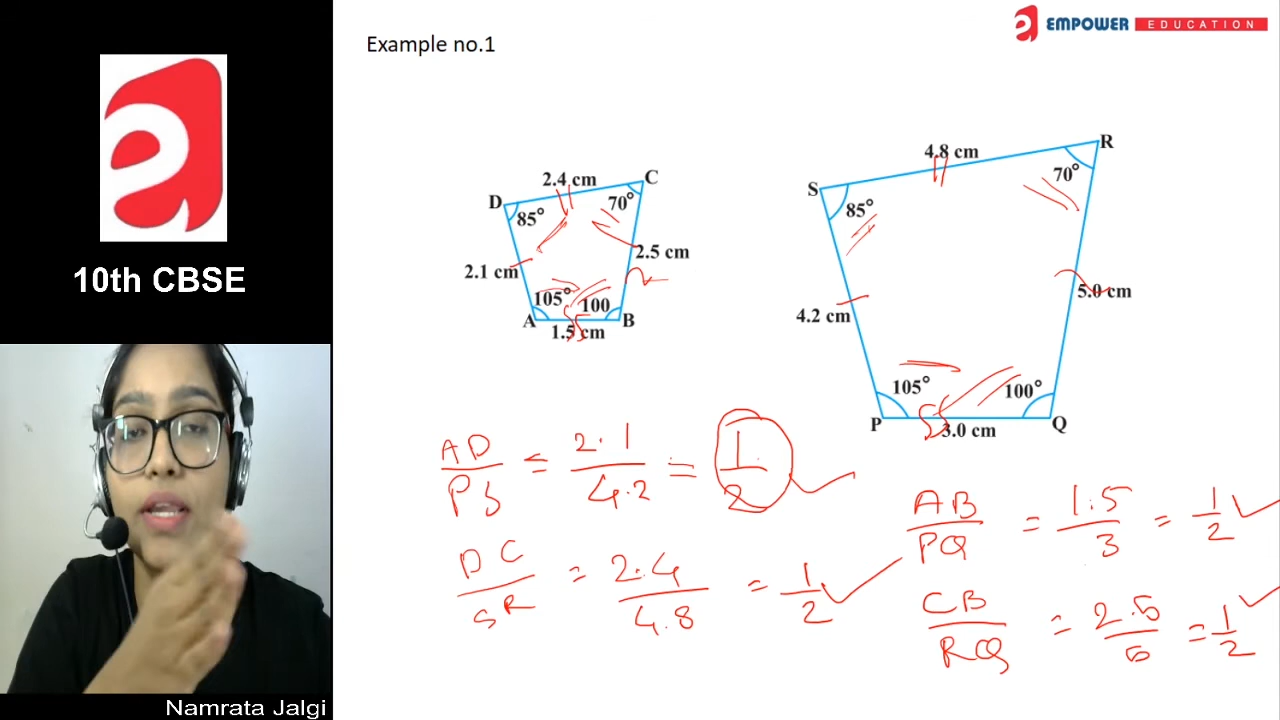 Example no.1
EMPOWER EDUCATION
10th CBSE
Namrata Jalgi
D
2.4 cm
C
85°
70°
2.1 cm
2.5 cm
105°
100
A
1.5 cm
B
S
4.8 cm
R
85°
70°
4.2 cm
5.0 cm
105°
100°
P
3.0 cm
Q
AD/PS = 2.1/4.2 = 1/2
DC/SR = 2.4/4.8 = 1/2
AB/PQ = 1.5/3 = 1/2
CB/RQ = 2.5/5 = 1/2